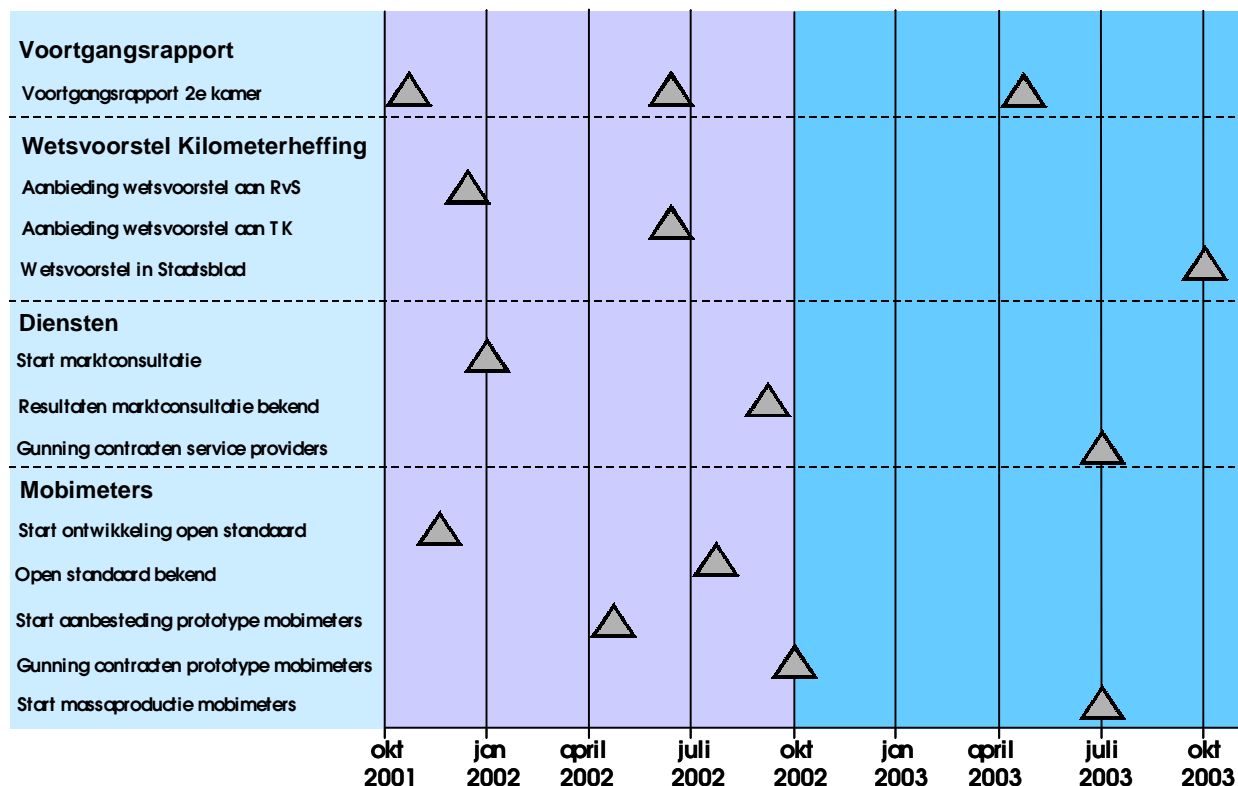 Voortgangsrapport
Voortgangsrapport 2e kamer
Wetsvoorstel Kilometerheffing
Aanbieding wetsvoorstel aan RvS
Aanbieding wetsvoorstel aan TK
Wetsvoorstel in Staatsblad
Diensten
Start marktconsultatie
Resultaten marktconsultatie bekend
Gunning contracten service providers
Mobimeters
Start ontwikkeling open standaard
Open standaard bekend
Start aanbesteding prototype mobimeters
Gunning contracten prototype mobimeters
Start massaproductie mobimeters
okt jan april juli okt jan april juli okt
2001 2002 2002 2002 2002 2003 2003 2003 2003